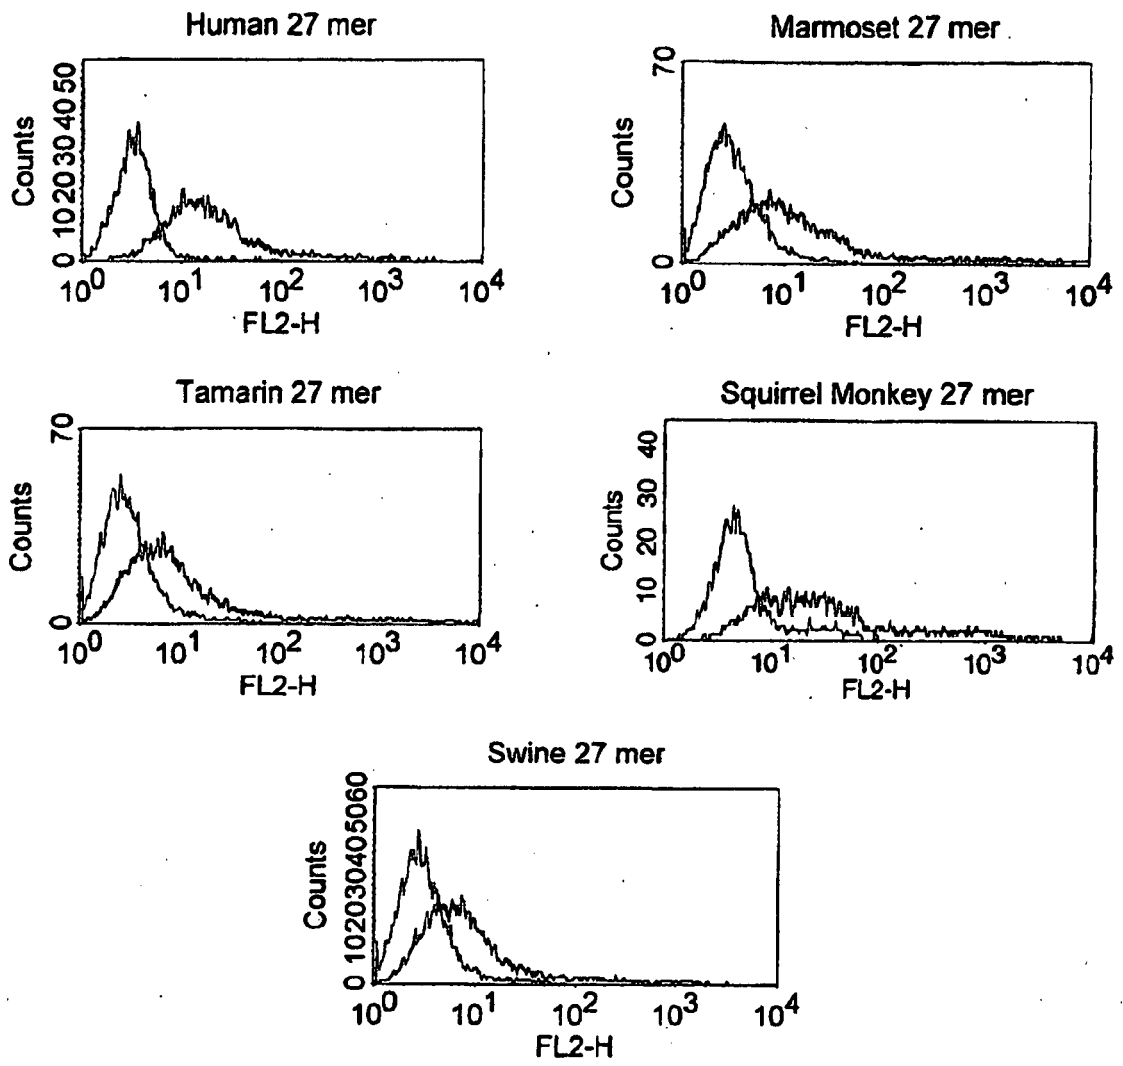 Human 27 mer
Counts
0 10 20 30 40 50
10^0 10^1 10^2 10^3 10^4
FL2-H
Marmoset 27 mer
Counts
0 70
10^0 10^1 10^2 10^3 10^4
FL2-H
Tamarin 27 mer
Counts
0 70
10^0 10^1 10^2 10^3 10^4
FL2-H
Squirrel Monkey 27 mer
Counts
0 10 20 30 40
10^0 10^1 10^2 10^3 10^4
FL2-H
Swine 27 mer
Counts
0 10 20 30 40 50 60
10^0 10^1 10^2 10^3 10^4
FL2-H